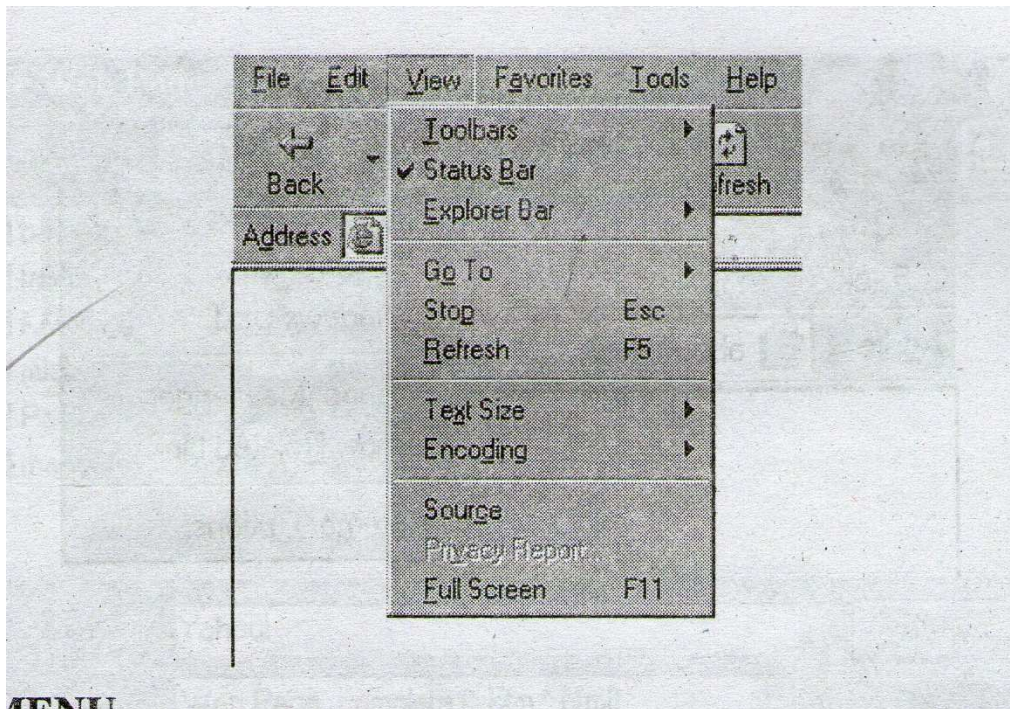 File Edit View Favorites Tools Help
Toolbars
Back
Status Bar
fresh
Explorer Bar
Address
Go To
Stop Esc
Refresh F5
Text Size
Encoding
Source
Privacy Report...
Full Screen F11
MENU